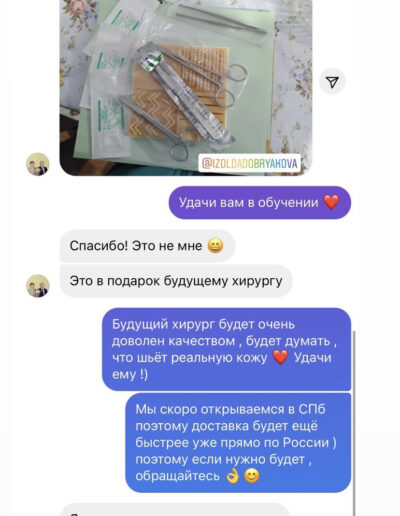 @IZOLDADOBRYAKOVA
Удачи вам в обучении ❤️
Спасибо! Это не мне 😄
Это в подарок будущему хирургу
Будущий хирург будет очень
доволен качеством , будет думать ,
что шьёт реальную кожу ❤️ Удачи
ему !)
Мы скоро открываемся в СПб
поэтому доставка будет ещё
быстрее уже прямо по России )
поэтому если нужно будет ,
обращайтесь 👌😊